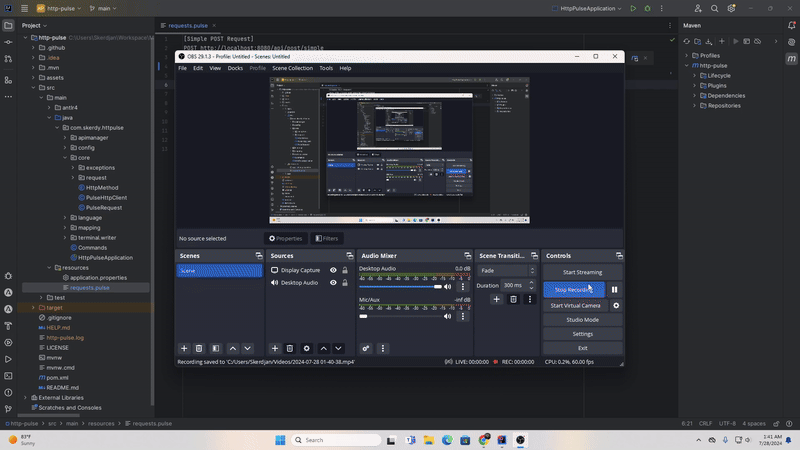 http-pulse
main
HttpPulseApplication
Project
requests.pulse
Maven
http-pulse
.github
.idea
.mvn
assets
src
main
antlr4
java
com.skerdy.httpulse
apimanager
config
core
exceptions
request
HttpMethod
PulseHttpClient
PulseRequest
language
mapping
terminal.writer
Commands
HttpPulseApplication
resources
application.properties
requests.pulse
test
target
.gitignore
HELP.md
http-pulse.log
LICENSE
mvnw
mvnw.cmd
pom.xml
README.md
External Libraries
Scratches and Consoles
[Simple POST Request]
POST http://localhost:8080/api/post/simple
OBS 29.1.3 - Profile: Untitled - Scenes: Untitled
File Edit View Docks Profile Scene Collection Tools Help
No source selected
Properties
Filters
Scenes
Scene
Sources
Display Capture
Desktop Audio
Audio Mixer
Desktop Audio 0.0 dB
-60 -55 -50 -45 -40 -35 -30 -25 -20 -15 -10 -5 0
Mic/Aux -inf dB
-60 -55 -50 -45 -40 -35 -30 -25 -20 -15 -10 -5 0
Scene Transiti...
Fade
Duration 300 ms
Controls
Start Streaming
Stop Recording
Start Virtual Camera
Studio Mode
Settings
Exit
Recording saved to 'C:/Users/Skerdjan/Videos/2024-07-28 01-40-38.mp4'
LIVE: 00:00:00
REC: 00:00:00
CPU: 0.2%, 60.00 fps
Profiles
http-pulse
Lifecycle
Plugins
Dependencies
Repositories
http-pulse > src > main > resources > requests.pulse
6:21 CRLF UTF-8 4 spaces
83°F
Sunny
Search
1:41 AM
7/28/2024